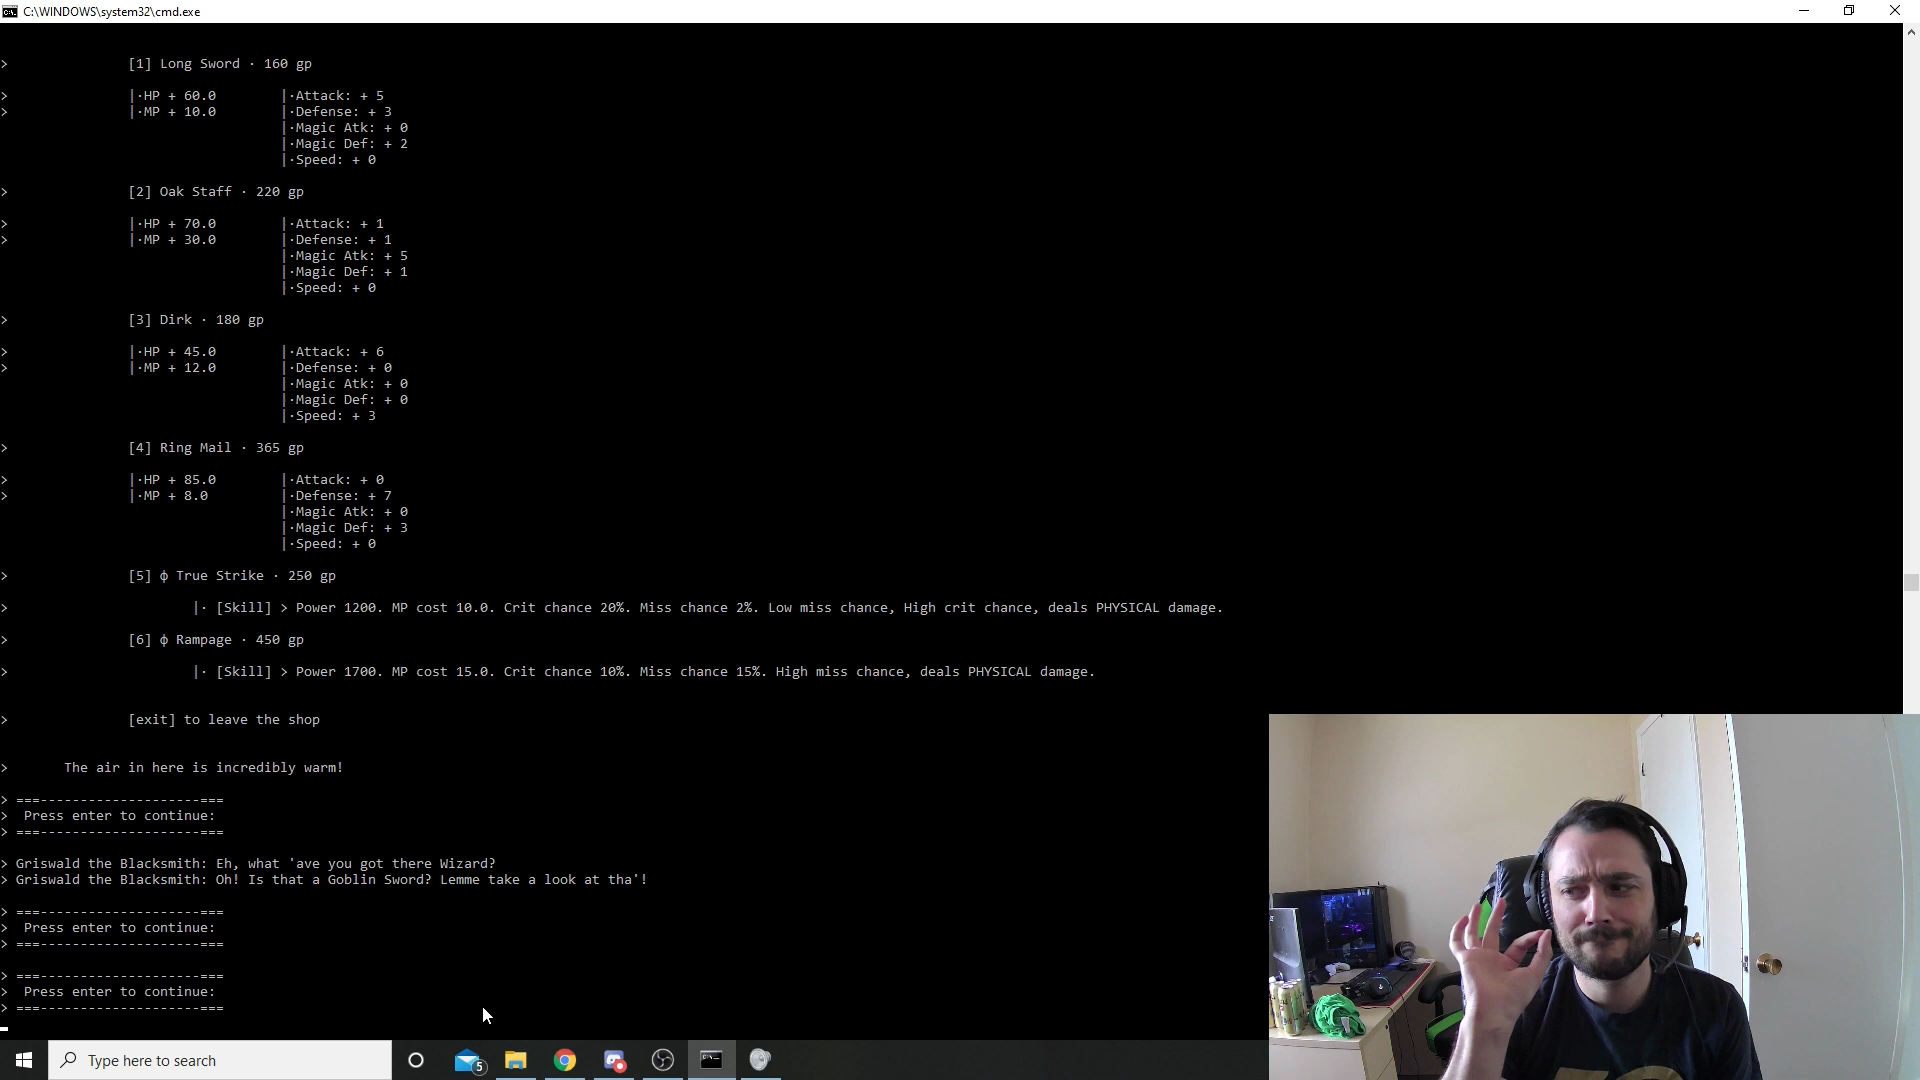 C:\WINDOWS\system32\cmd.exe
> [1] Long Sword · 160 gp
> |·HP + 60.0 |·Attack: + 5
> |·MP + 10.0 |·Defense: + 3
|·Magic Atk: + 0
|·Magic Def: + 2
|·Speed: + 0
> [2] Oak Staff · 220 gp
> |·HP + 70.0 |·Attack: + 1
> |·MP + 30.0 |·Defense: + 1
|·Magic Atk: + 5
|·Magic Def: + 1
|·Speed: + 0
> [3] Dirk · 180 gp
> |·HP + 45.0 |·Attack: + 6
> |·MP + 12.0 |·Defense: + 0
|·Magic Atk: + 0
|·Magic Def: + 0
|·Speed: + 3
> [4] Ring Mail · 365 gp
> |·HP + 85.0 |·Attack: + 0
> |·MP + 8.0 |·Defense: + 7
|·Magic Atk: + 0
|·Magic Def: + 3
|·Speed: + 0
> [5] ϕ True Strike · 250 gp
> |· [Skill] > Power 1200. MP cost 10.0. Crit chance 20%. Miss chance 2%. Low miss chance, High crit chance, deals PHYSICAL damage.
> [6] ϕ Rampage · 450 gp
> |· [Skill] > Power 1700. MP cost 15.0. Crit chance 10%. Miss chance 15%. High miss chance, deals PHYSICAL damage.
> [exit] to leave the shop
> The air in here is incredibly warm!
> ===--------------------===
> Press enter to continue:
> ===--------------------===
> Griswald the Blacksmith: Eh, what 'ave you got there Wizard?
> Griswald the Blacksmith: Oh! Is that a Goblin Sword? Lemme take a look at tha'!
> ===--------------------===
> Press enter to continue:
> ===--------------------===
> ===--------------------===
> Press enter to continue:
> ===--------------------===
Type here to search
5